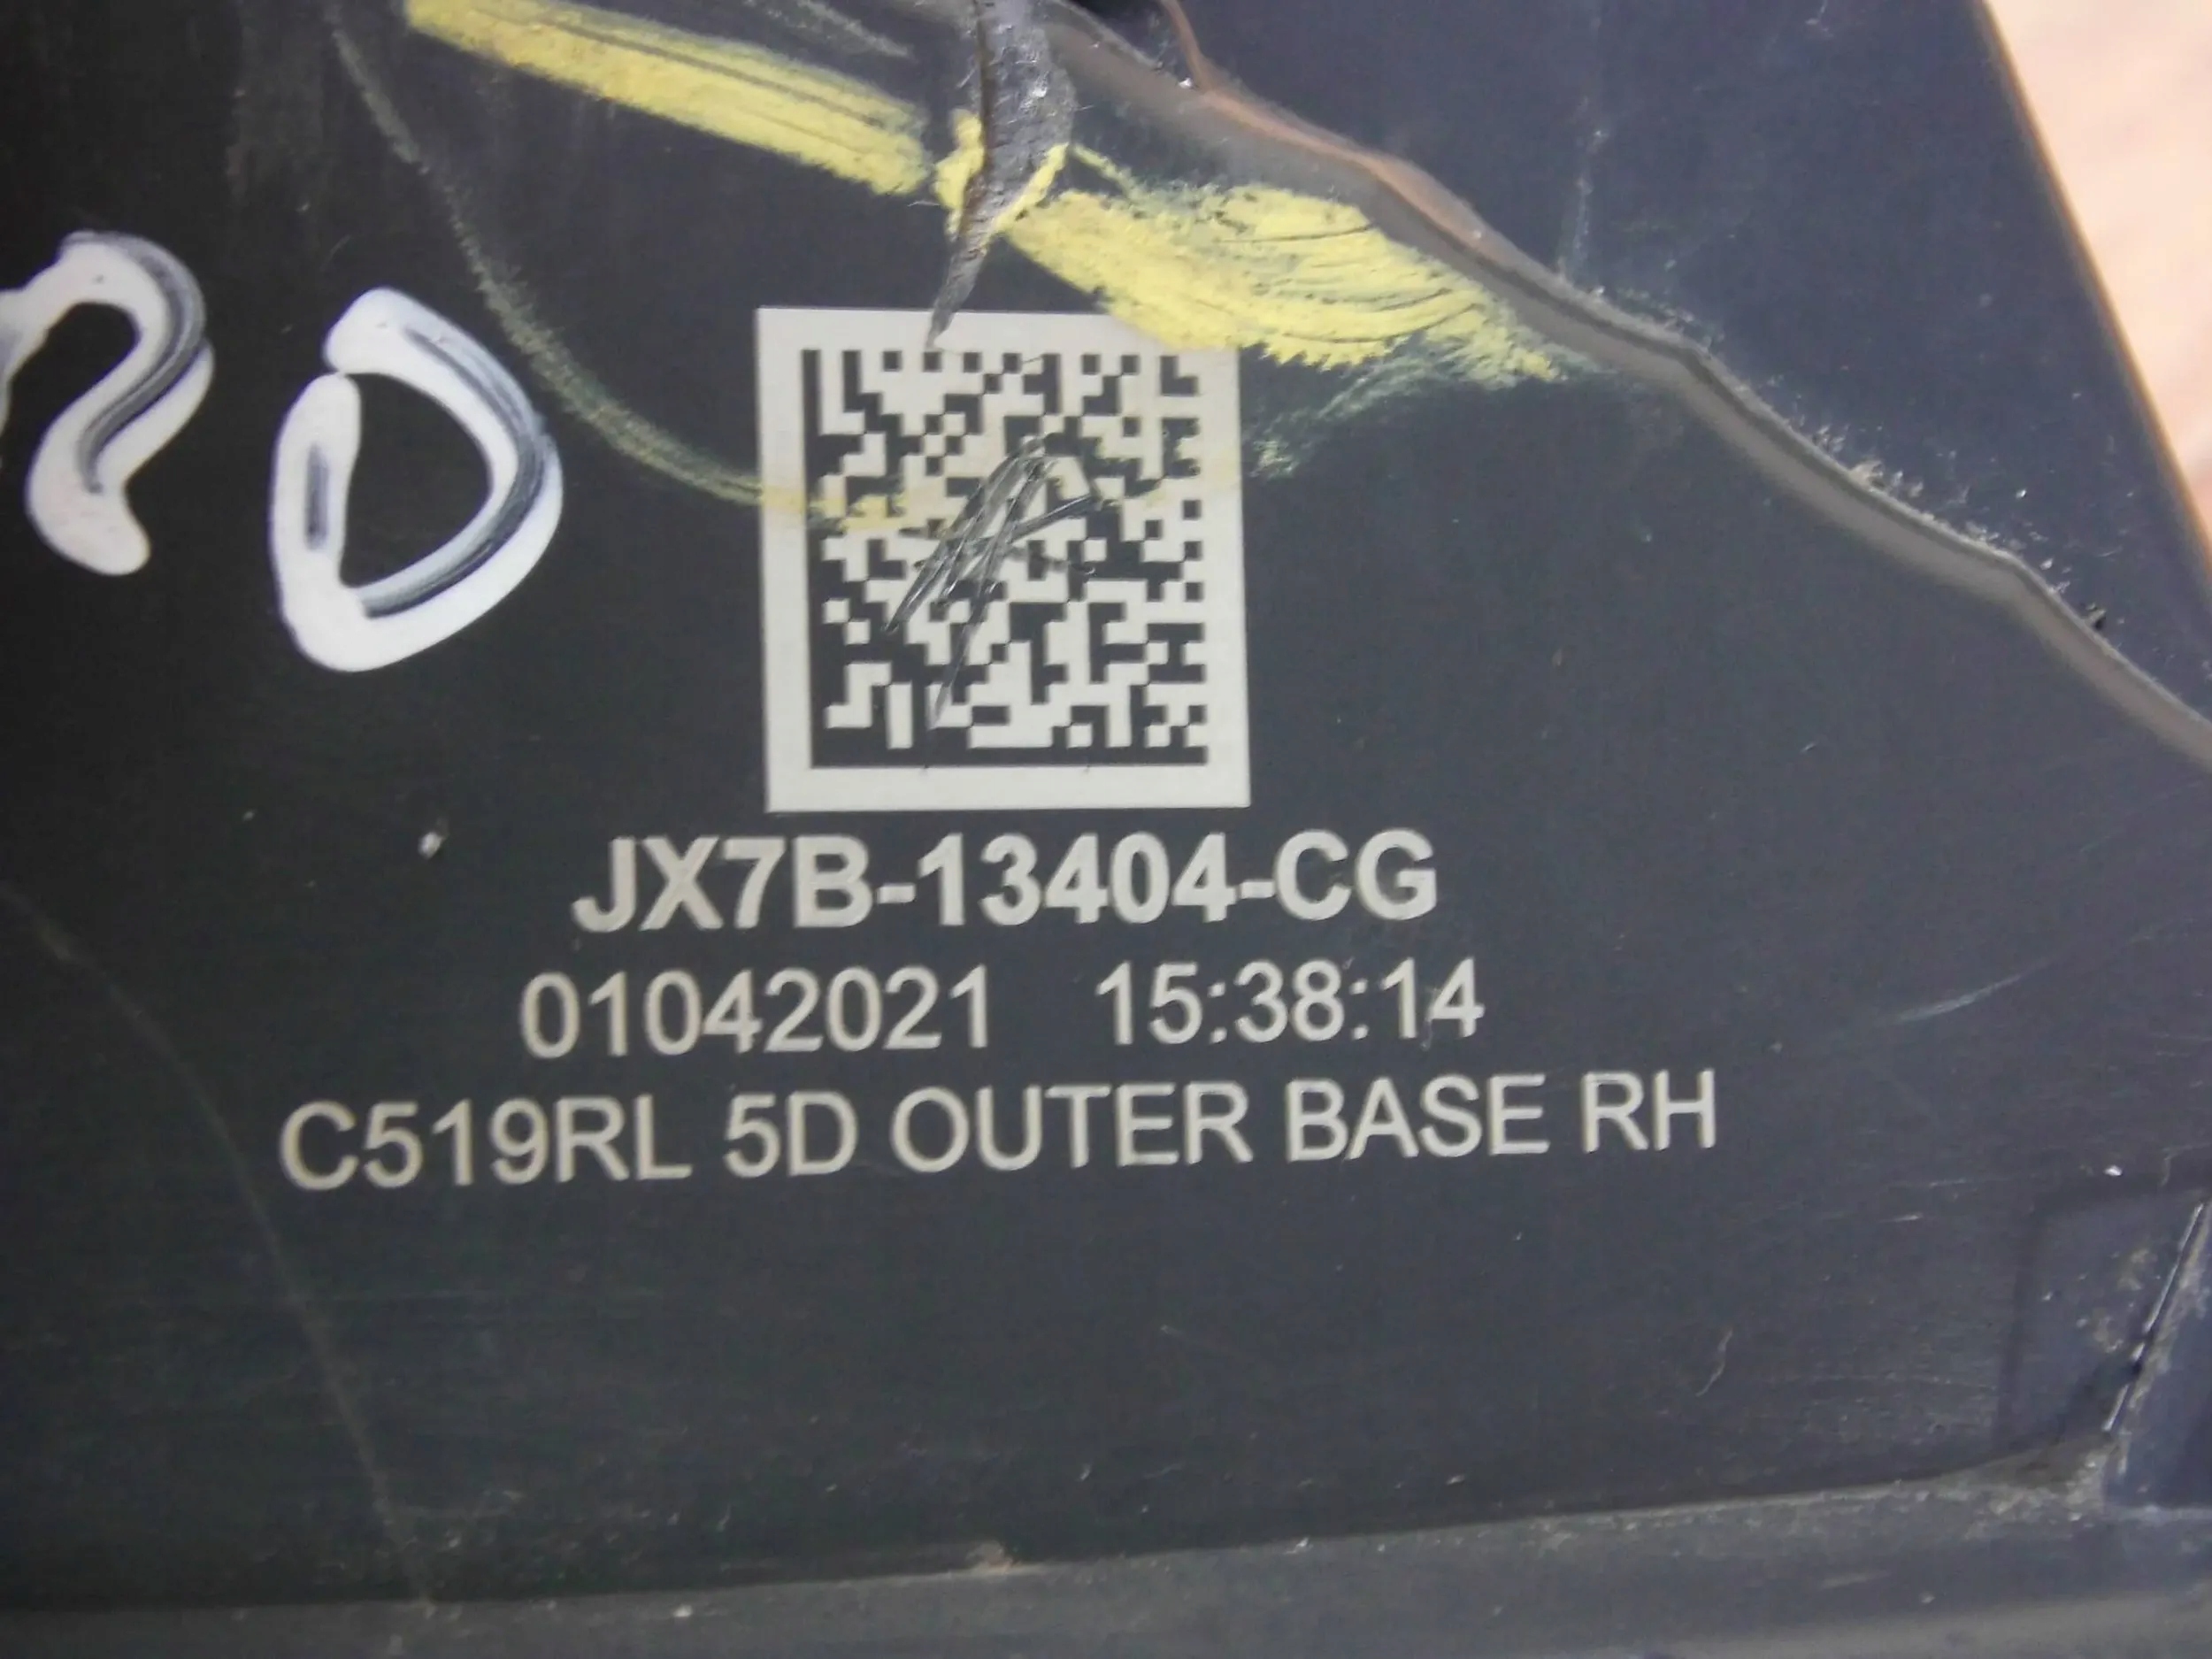 JX7B-13404-CG
01042021 15:38:14
C519RL 5D OUTER BASE RH